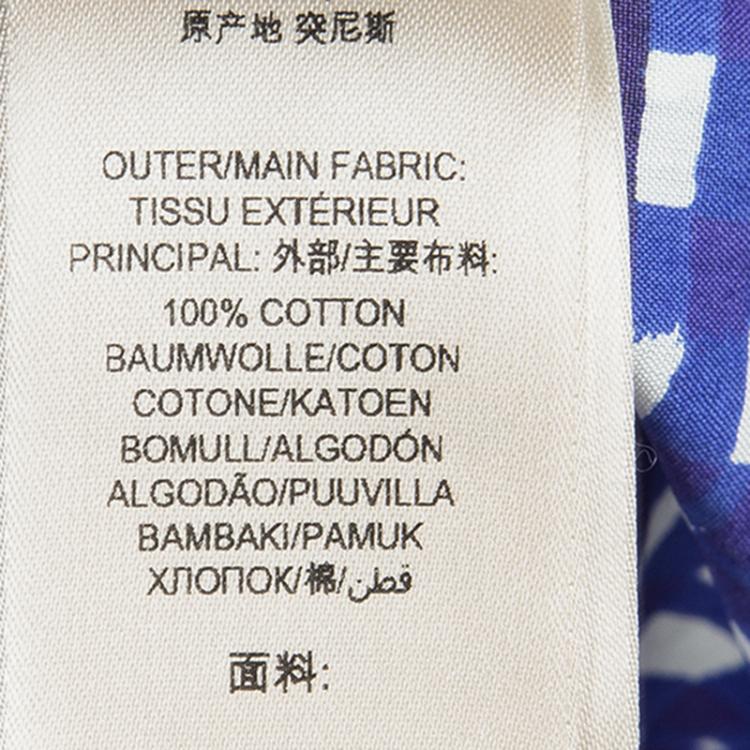 原产地 突尼斯
OUTER/MAIN FABRIC:
TISSU EXTÉRIEUR
PRINCIPAL: 外部/主要布料:
100% COTTON
BAUMWOLLE/COTON
COTONE/KATOEN
BOMULL/ALGODÓN
ALGODÃO/PUUVILLA
BAMBAKI/PAMUK
ХЛОПОК/棉/قطن
面料: